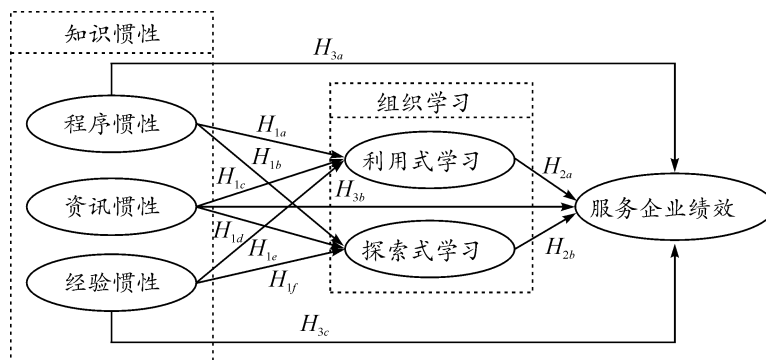 知识惯性
H3a
组织学习
程序惯性
H1a
利用式学习
H1b
H2a
H1c
H3b
资讯惯性
服务企业绩效
H1d
H1e
探索式学习
H2b
经验惯性
H1f
H3c